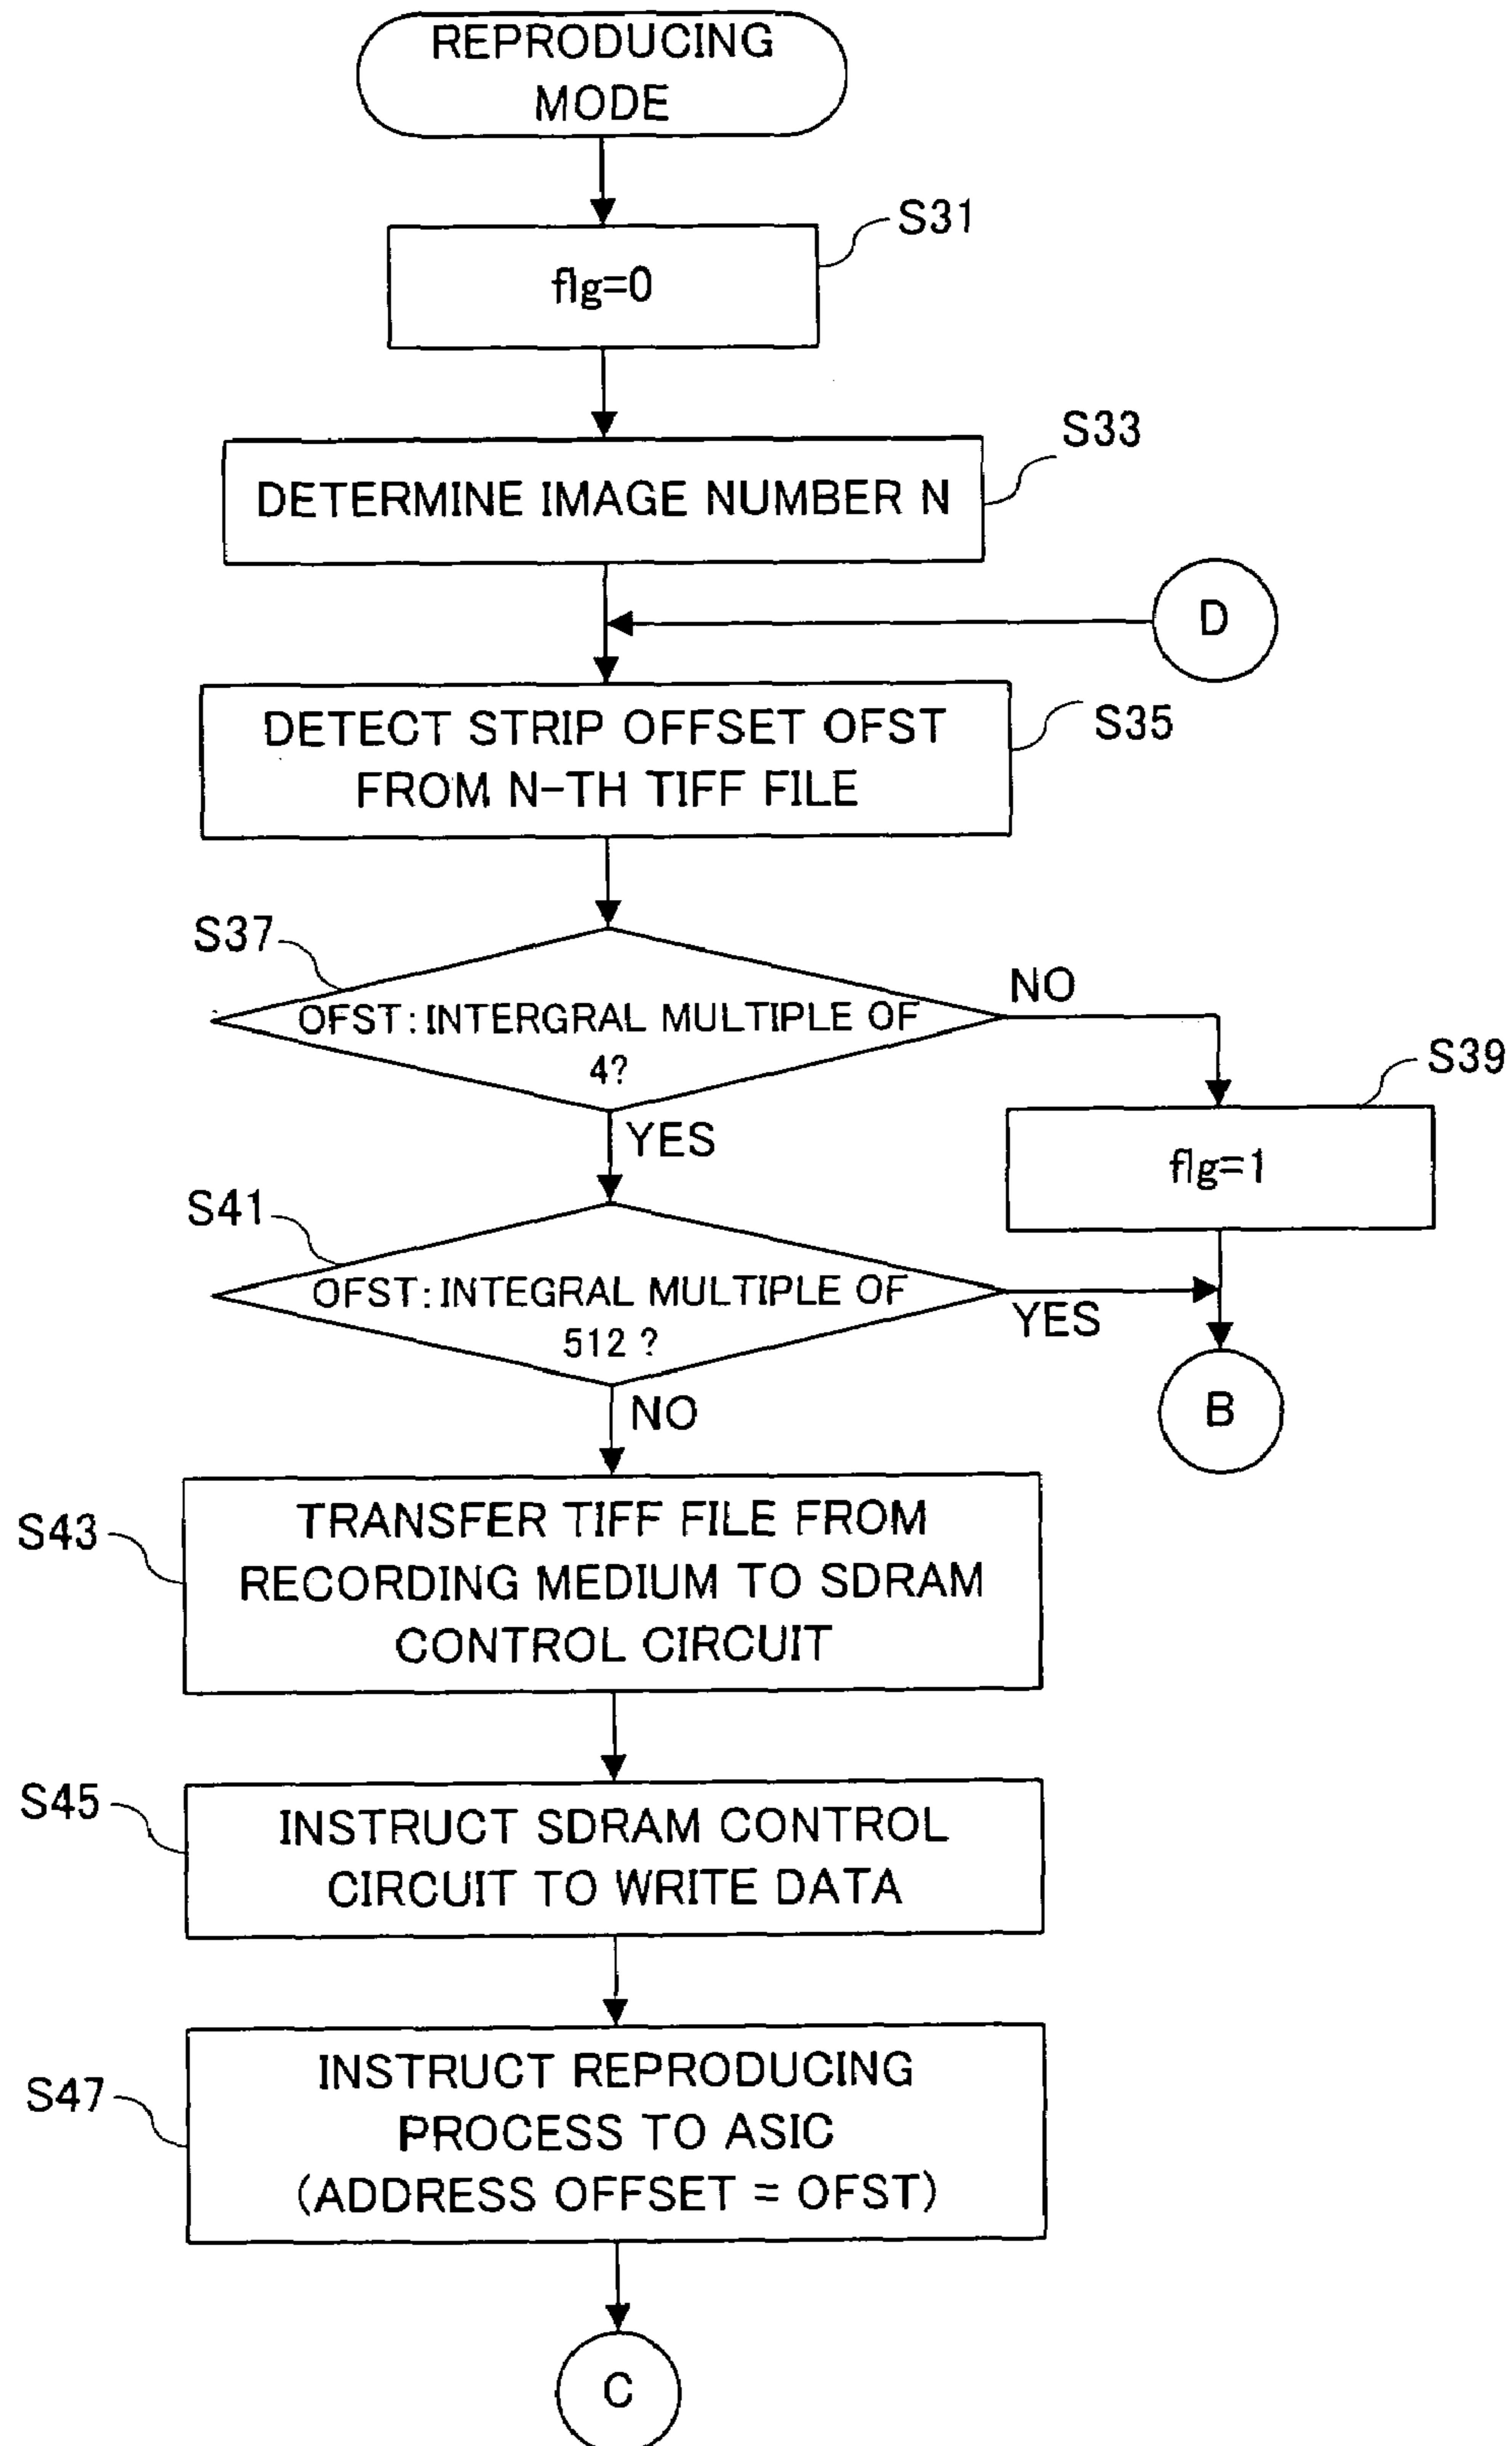 REPRODUCING
MODE
S31
flg=0
S33
DETERMINE IMAGE NUMBER N
D
DETECT STRIP OFFSET OFST
FROM N-TH TIFF FILE
S35
S37
OFST:INTERGRAL MULTIPLE OF
4?
NO
YES
S39
flg=1
S41
OFST:INTEGRAL MULTIPLE OF
512 ?
YES
NO
B
S43
TRANSFER TIFF FILE FROM
RECORDING MEDIUM TO SDRAM
CONTROL CIRCUIT
S45
INSTRUCT SDRAM CONTROL
CIRCUIT TO WRITE DATA
S47
INSTRUCT REPRODUCING
PROCESS TO ASIC
(ADDRESS OFFSET = OFST)
C